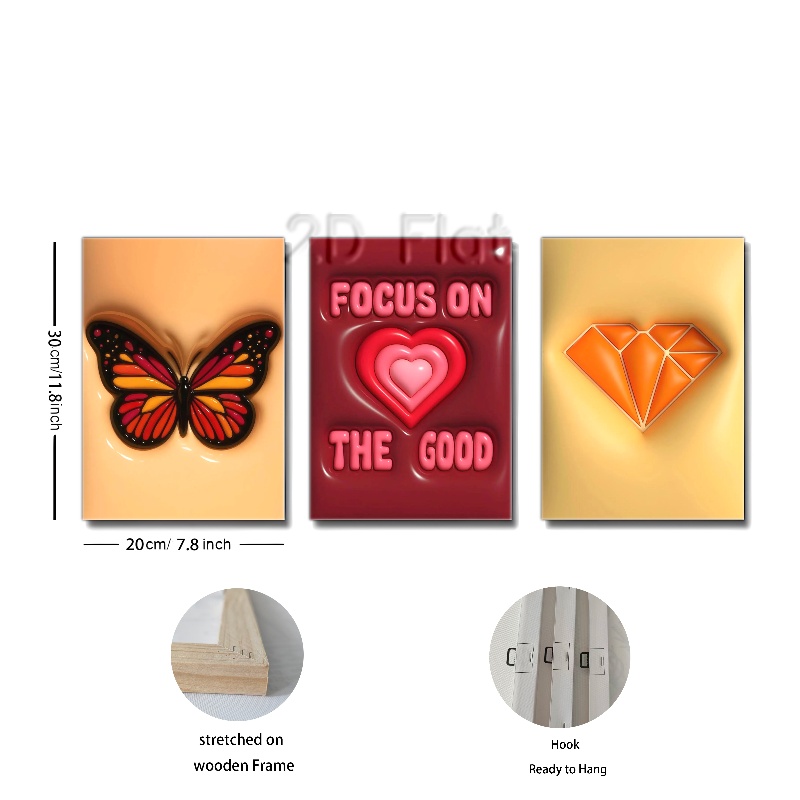 2D Flat
FOCUS ON
THE GOOD
30cm/11.8inch
20cm/ 7.8 inch
stretched on
wooden Frame
Hook
Ready to Hang